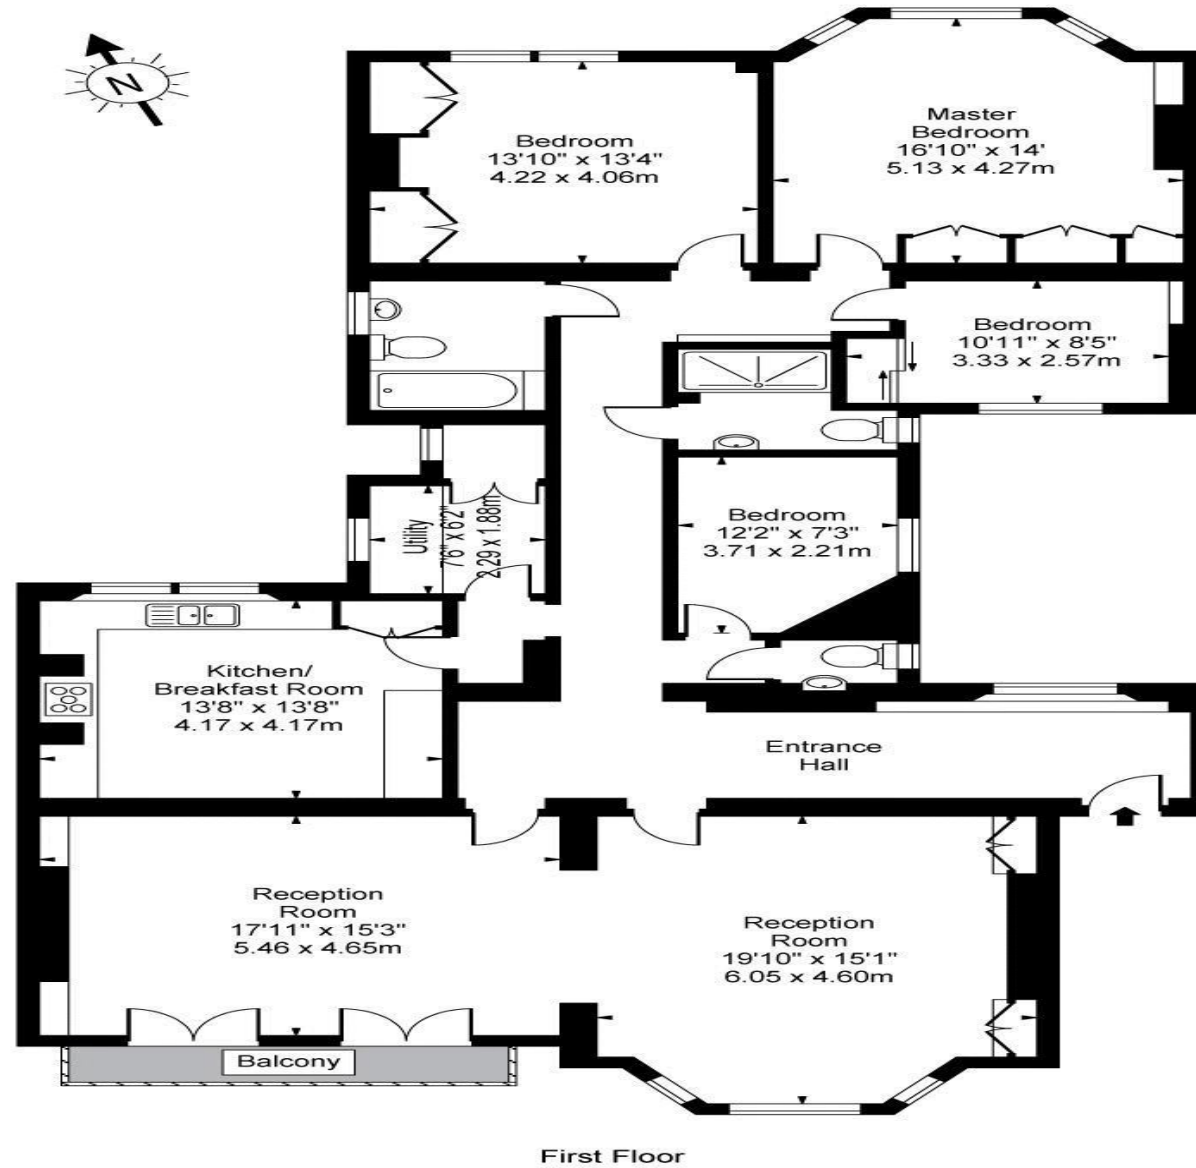 N
Bedroom
13'10" x 13'4"
4.22 x 4.06m
Master
Bedroom
16'10" x 14'
5.13 x 4.27m
Bedroom
10'11" x 8'5"
3.33 x 2.57m
Utility
7'6" x 6'2"
2.29 x 1.88m
Bedroom
12'2" x 7'3"
3.71 x 2.21m
Kitchen/
Breakfast Room
13'8" x 13'8"
4.17 x 4.17m
Entrance
Hall
Reception
Room
17'11" x 15'3"
5.46 x 4.65m
Reception
Room
19'10" x 15'1"
6.05 x 4.60m
Balcony
First Floor